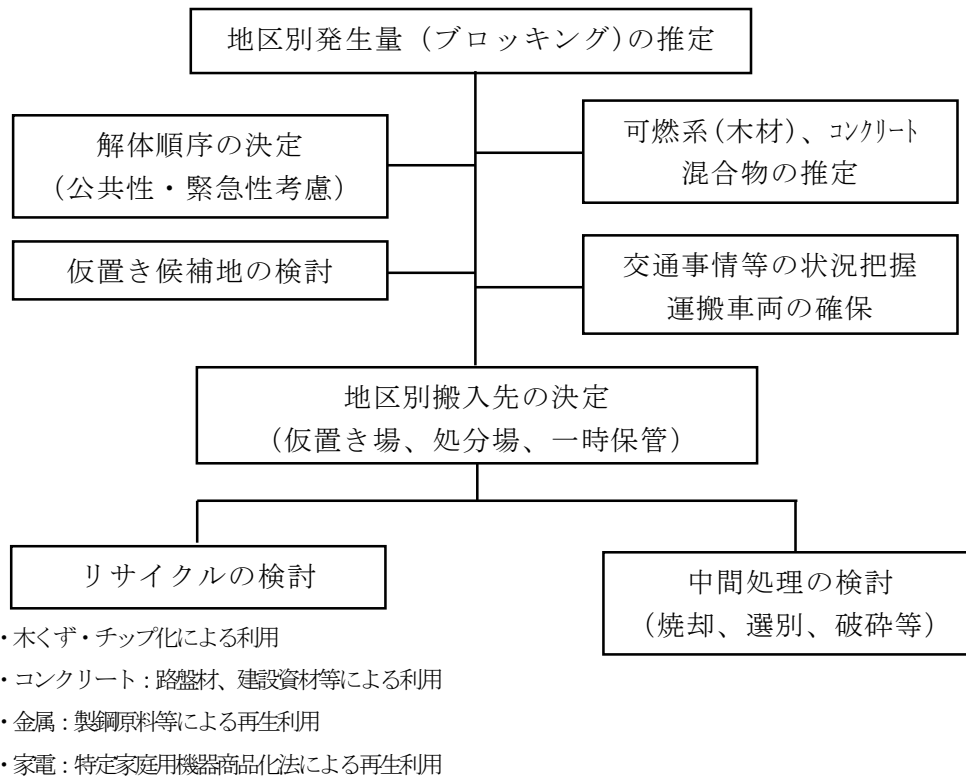 地区別発生量（ブロッキング)の推定
解体順序の決定
(公共性・緊急性考慮)
可燃系(木材)、ｺﾝｸﾘｰﾄ
混合物の推定
仮置き候補地の検討
交通事情等の状況把握
運搬車両の確保
地区別搬入先の決定
（仮置き場、処分場、一時保管）
リサイクルの検討
・木くず・チップ化による利用
・コンクリート：路盤材、建設資材等による利用
・金属：製鋼原料等による再生利用
・家電：特定家庭用機器商品化法による再生利用
中間処理の検討
（焼却、選別、破砕等）